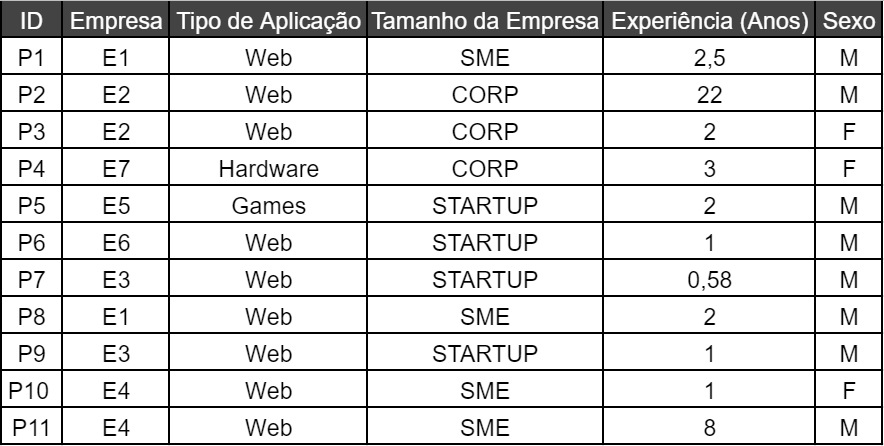 ID Empresa Tipo de Aplicação Tamanho da Empresa Experiência (Anos) Sexo
P1 E1 Web SME 2,5 M
P2 E2 Web CORP 22 M
P3 E2 Web CORP 2 F
P4 E7 Hardware CORP 3 F
P5 E5 Games STARTUP 2 M
P6 E6 Web STARTUP 1 M
P7 E3 Web STARTUP 0,58 M
P8 E1 Web SME 2 M
P9 E3 Web STARTUP 1 M
P10 E4 Web SME 1 F
P11 E4 Web SME 8 M